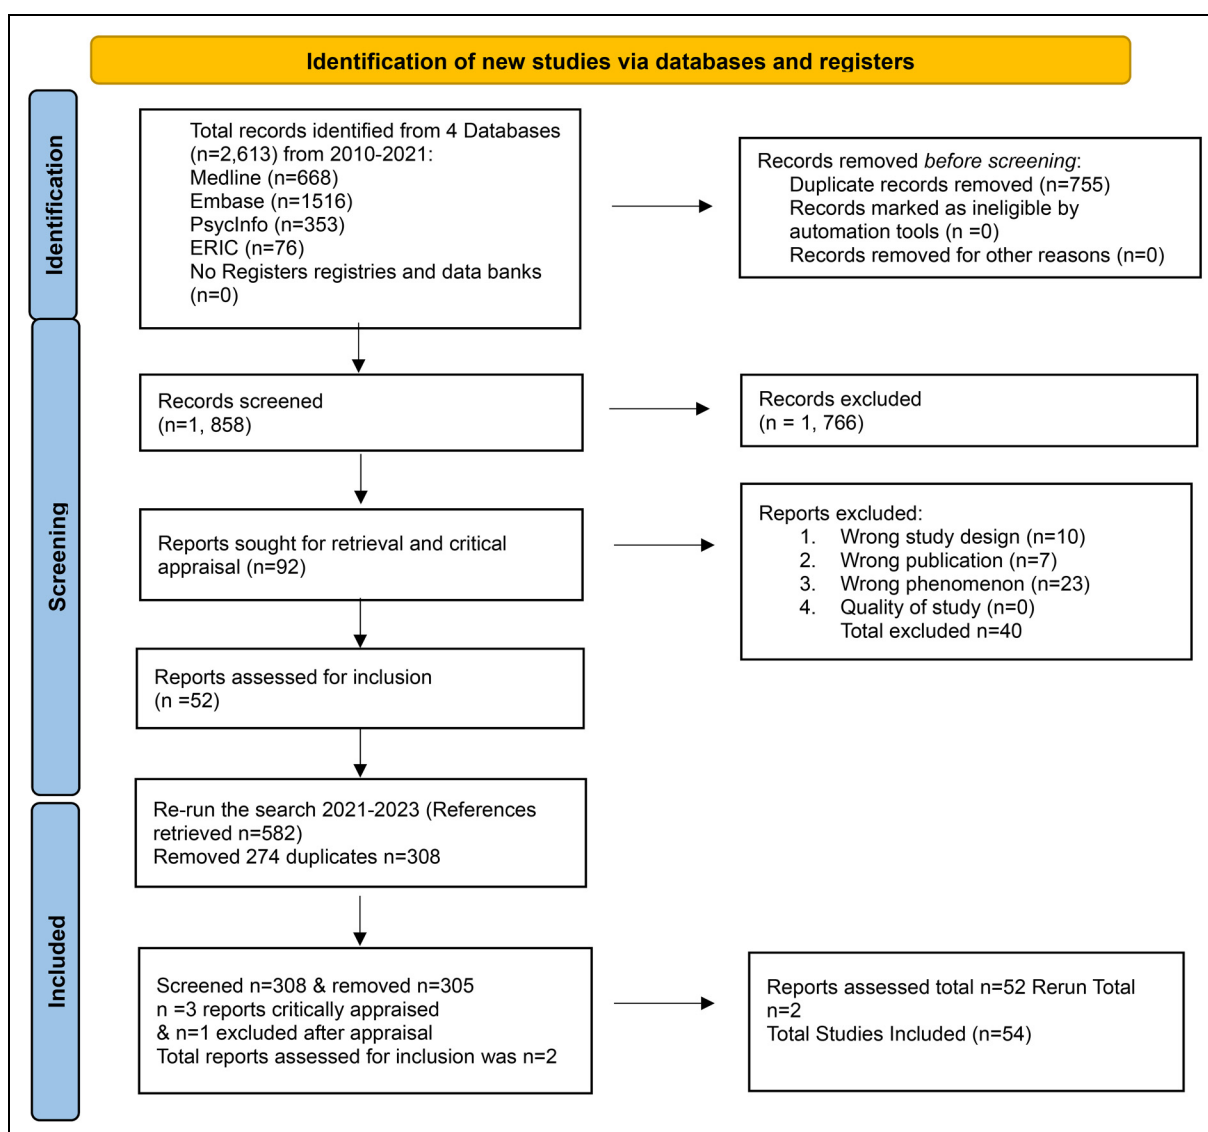 Identification of new studies via databases and registers
Identification
Total records identified from 4 Databases
(n=2,613) from 2010-2021:
Medline (n=668)
Embase (n=1516)
PsycInfo (n=353)
ERIC (n=76)
No Registers registries and data banks
(n=0)
Records removed before screening:
Duplicate records removed (n=755)
Records marked as ineligible by
automation tools (n =0)
Records removed for other reasons (n=0)
Screening
Records screened
(n=1, 858)
Records excluded
(n = 1, 766)
Reports sought for retrieval and critical
appraisal (n=92)
Reports excluded:
1. Wrong study design (n=10)
2. Wrong publication (n=7)
3. Wrong phenomenon (n=23)
4. Quality of study (n=0)
Total excluded n=40
Reports assessed for inclusion
(n =52)
Re-run the search 2021-2023 (References
retrieved n=582)
Removed 274 duplicates n=308
Included
Screened n=308 & removed n=305
n =3 reports critically appraised
& n=1 excluded after appraisal
Total reports assessed for inclusion was n=2
Reports assessed total n=52 Rerun Total
n=2
Total Studies Included (n=54)